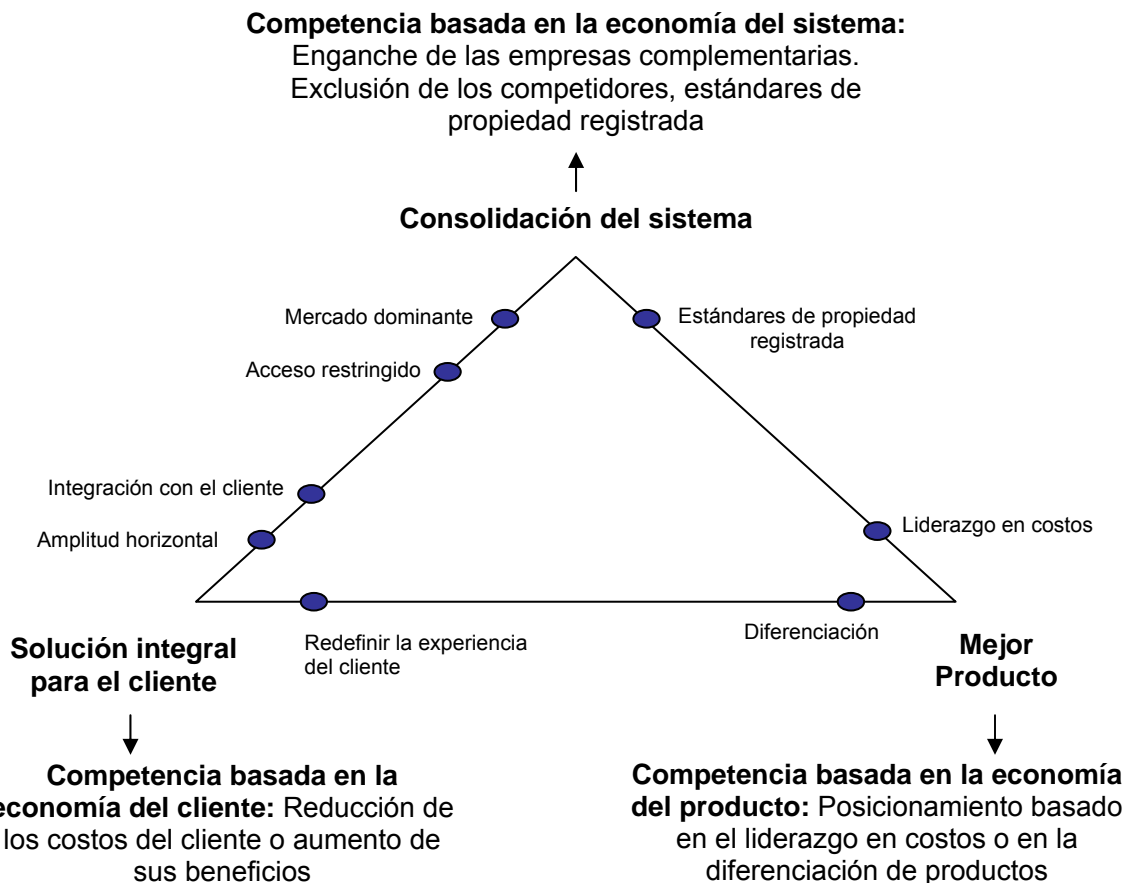 Competencia basada en la economía del sistema:
Enganche de las empresas complementarias.
Exclusión de los competidores, estándares de
propiedad registrada
Consolidación del sistema
Mercado dominante
Estándares de propiedad
registrada
Acceso restringido
Integración con el cliente
Amplitud horizontal
Liderazgo en costos
Redefinir la experiencia
del cliente
Diferenciación
Solución integral
para el cliente
Mejor
Producto
Competencia basada en la
economía del cliente: Reducción de
los costos del cliente o aumento de
sus beneficios
Competencia basada en la economía
del producto: Posicionamiento basado
en el liderazgo en costos o en la
diferenciación de productos